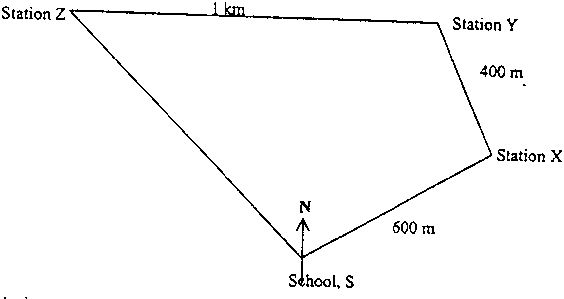 Station Z
1 km
Station Y
400 m
Station X
N
600 m
School, S